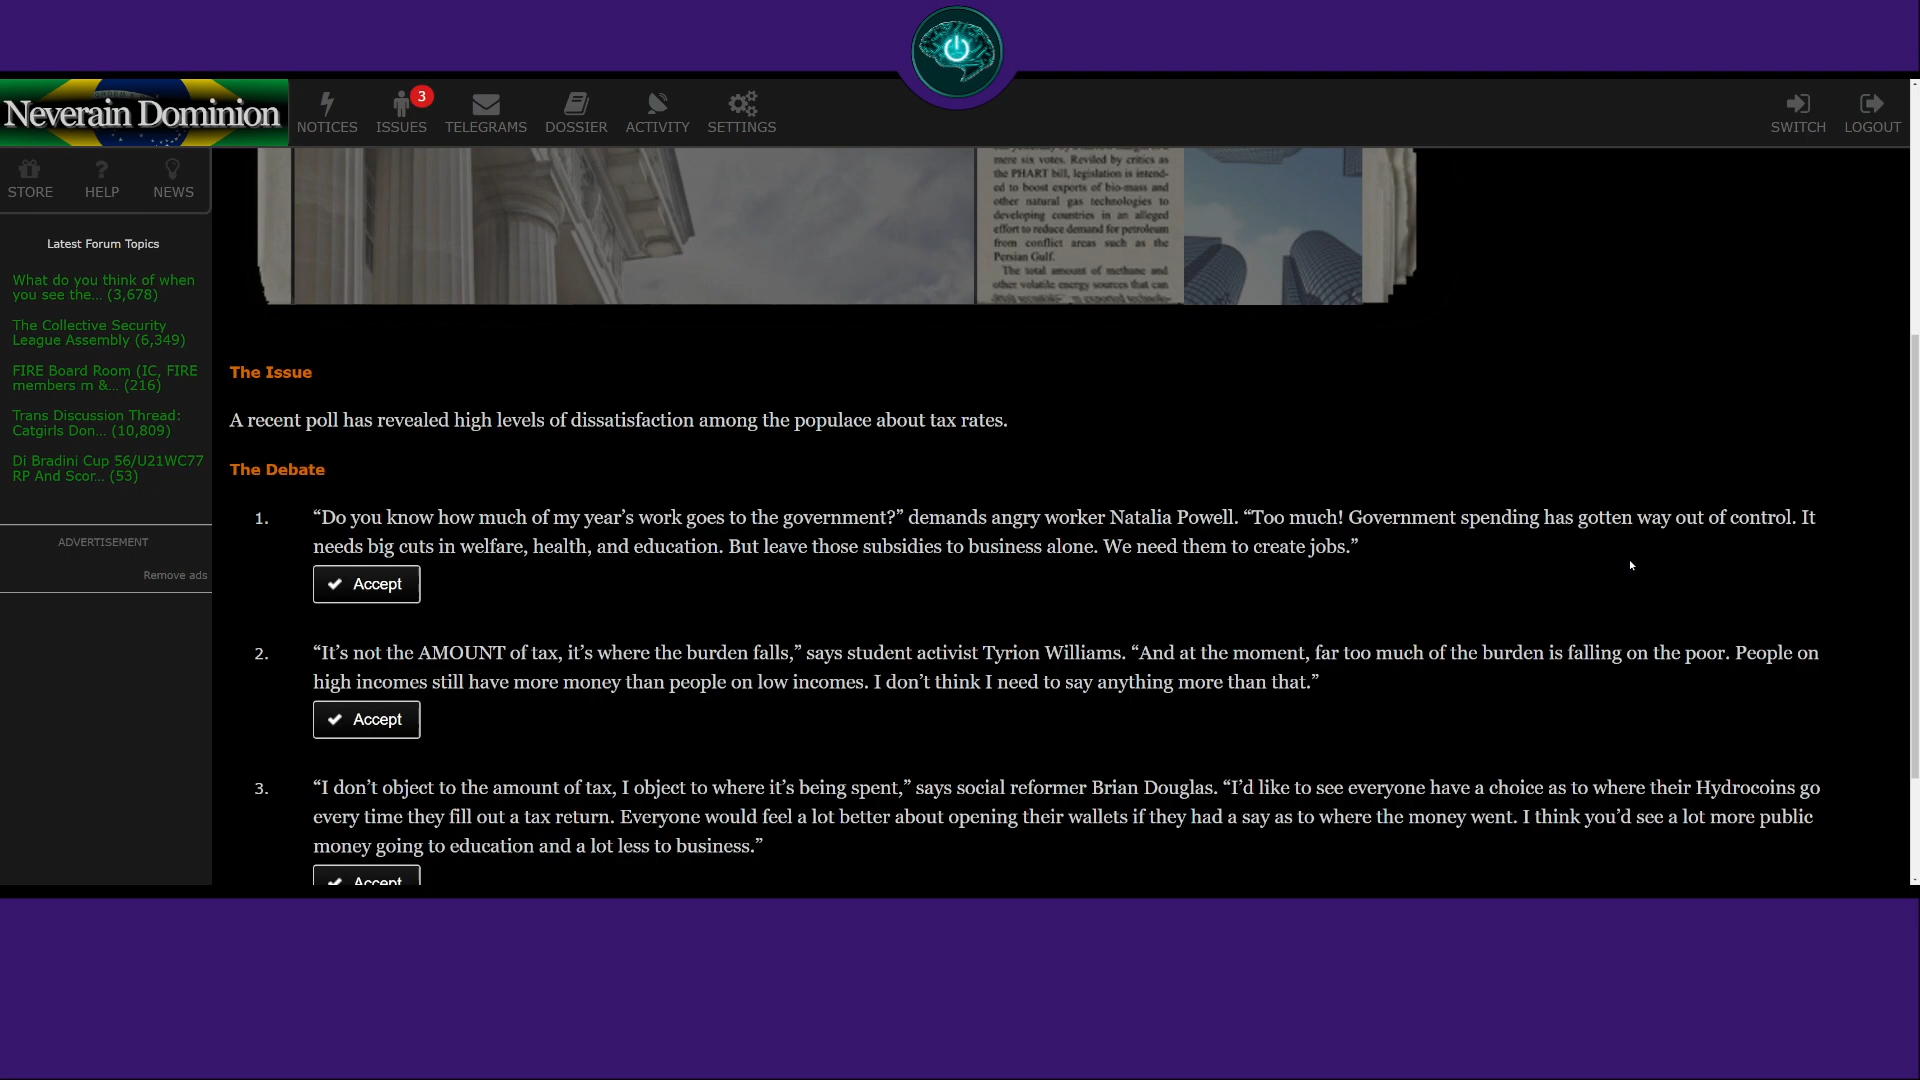 Neverain Dominion
NOTICES
3
ISSUES
TELEGRAMS
DOSSIER
ACTIVITY
SETTINGS
SWITCH
LOGOUT
STORE
HELP
NEWS
Latest Forum Topics
What do you think of when
you see the... (3,678)
The Collective Security
League Assembly (6,349)
FIRE Board Room (IC, FIRE
members m &... (216)
Trans Discussion Thread:
Catgirls Don... (10,809)
Di Bradini Cup 56/U21WC77
RP And Scor... (53)
ADVERTISEMENT
Remove ads
mere six votes. Reviled by critics as
the PHART bill, legislation is intend-
ed to boost exports of bio-mass and
other natural gas technologies to
developing countries in an alleged
effort to reduce demand for petroleum
from conflict areas such as the
Persian Gulf.
The total amount of methane and
other volatile energy sources that can
The Issue
A recent poll has revealed high levels of dissatisfaction among the populace about tax rates.
The Debate
1. “Do you know how much of my year’s work goes to the government?” demands angry worker Natalia Powell. “Too much! Government spending has gotten way out of control. It
needs big cuts in welfare, health, and education. But leave those subsidies to business alone. We need them to create jobs.”
Accept
2. “It’s not the AMOUNT of tax, it’s where the burden falls,” says student activist Tyrion Williams. “And at the moment, far too much of the burden is falling on the poor. People on
high incomes still have more money than people on low incomes. I don’t think I need to say anything more than that.”
Accept
3. “I don’t object to the amount of tax, I object to where it’s being spent,” says social reformer Brian Douglas. “I’d like to see everyone have a choice as to where their Hydrocoins go
every time they fill out a tax return. Everyone would feel a lot better about opening their wallets if they had a say as to where the money went. I think you’d see a lot more public
money going to education and a lot less to business.”
Accept